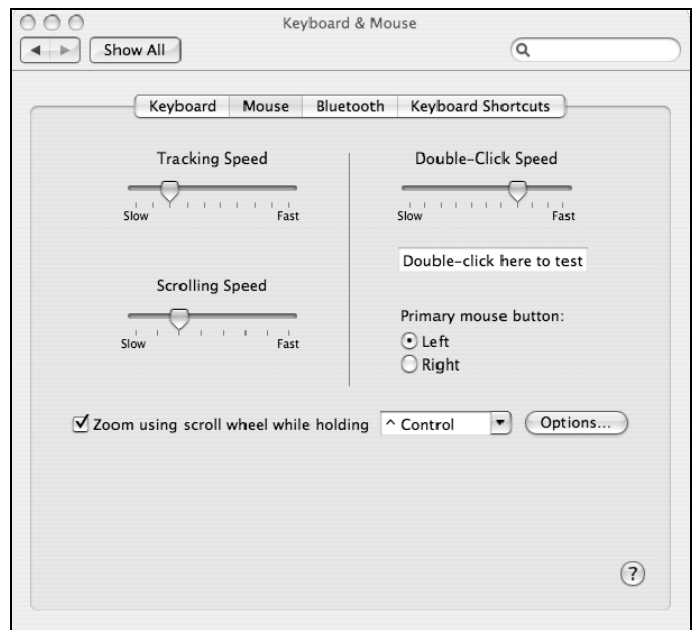 Keyboard & Mouse
Show All
Keyboard Mouse Bluetooth Keyboard Shortcuts
Tracking Speed
Slow Fast
Scrolling Speed
Slow Fast
Double-Click Speed
Slow Fast
Double-click here to test
Primary mouse button:
Left
Right
Zoom using scroll wheel while holding ^ Control Options...
?